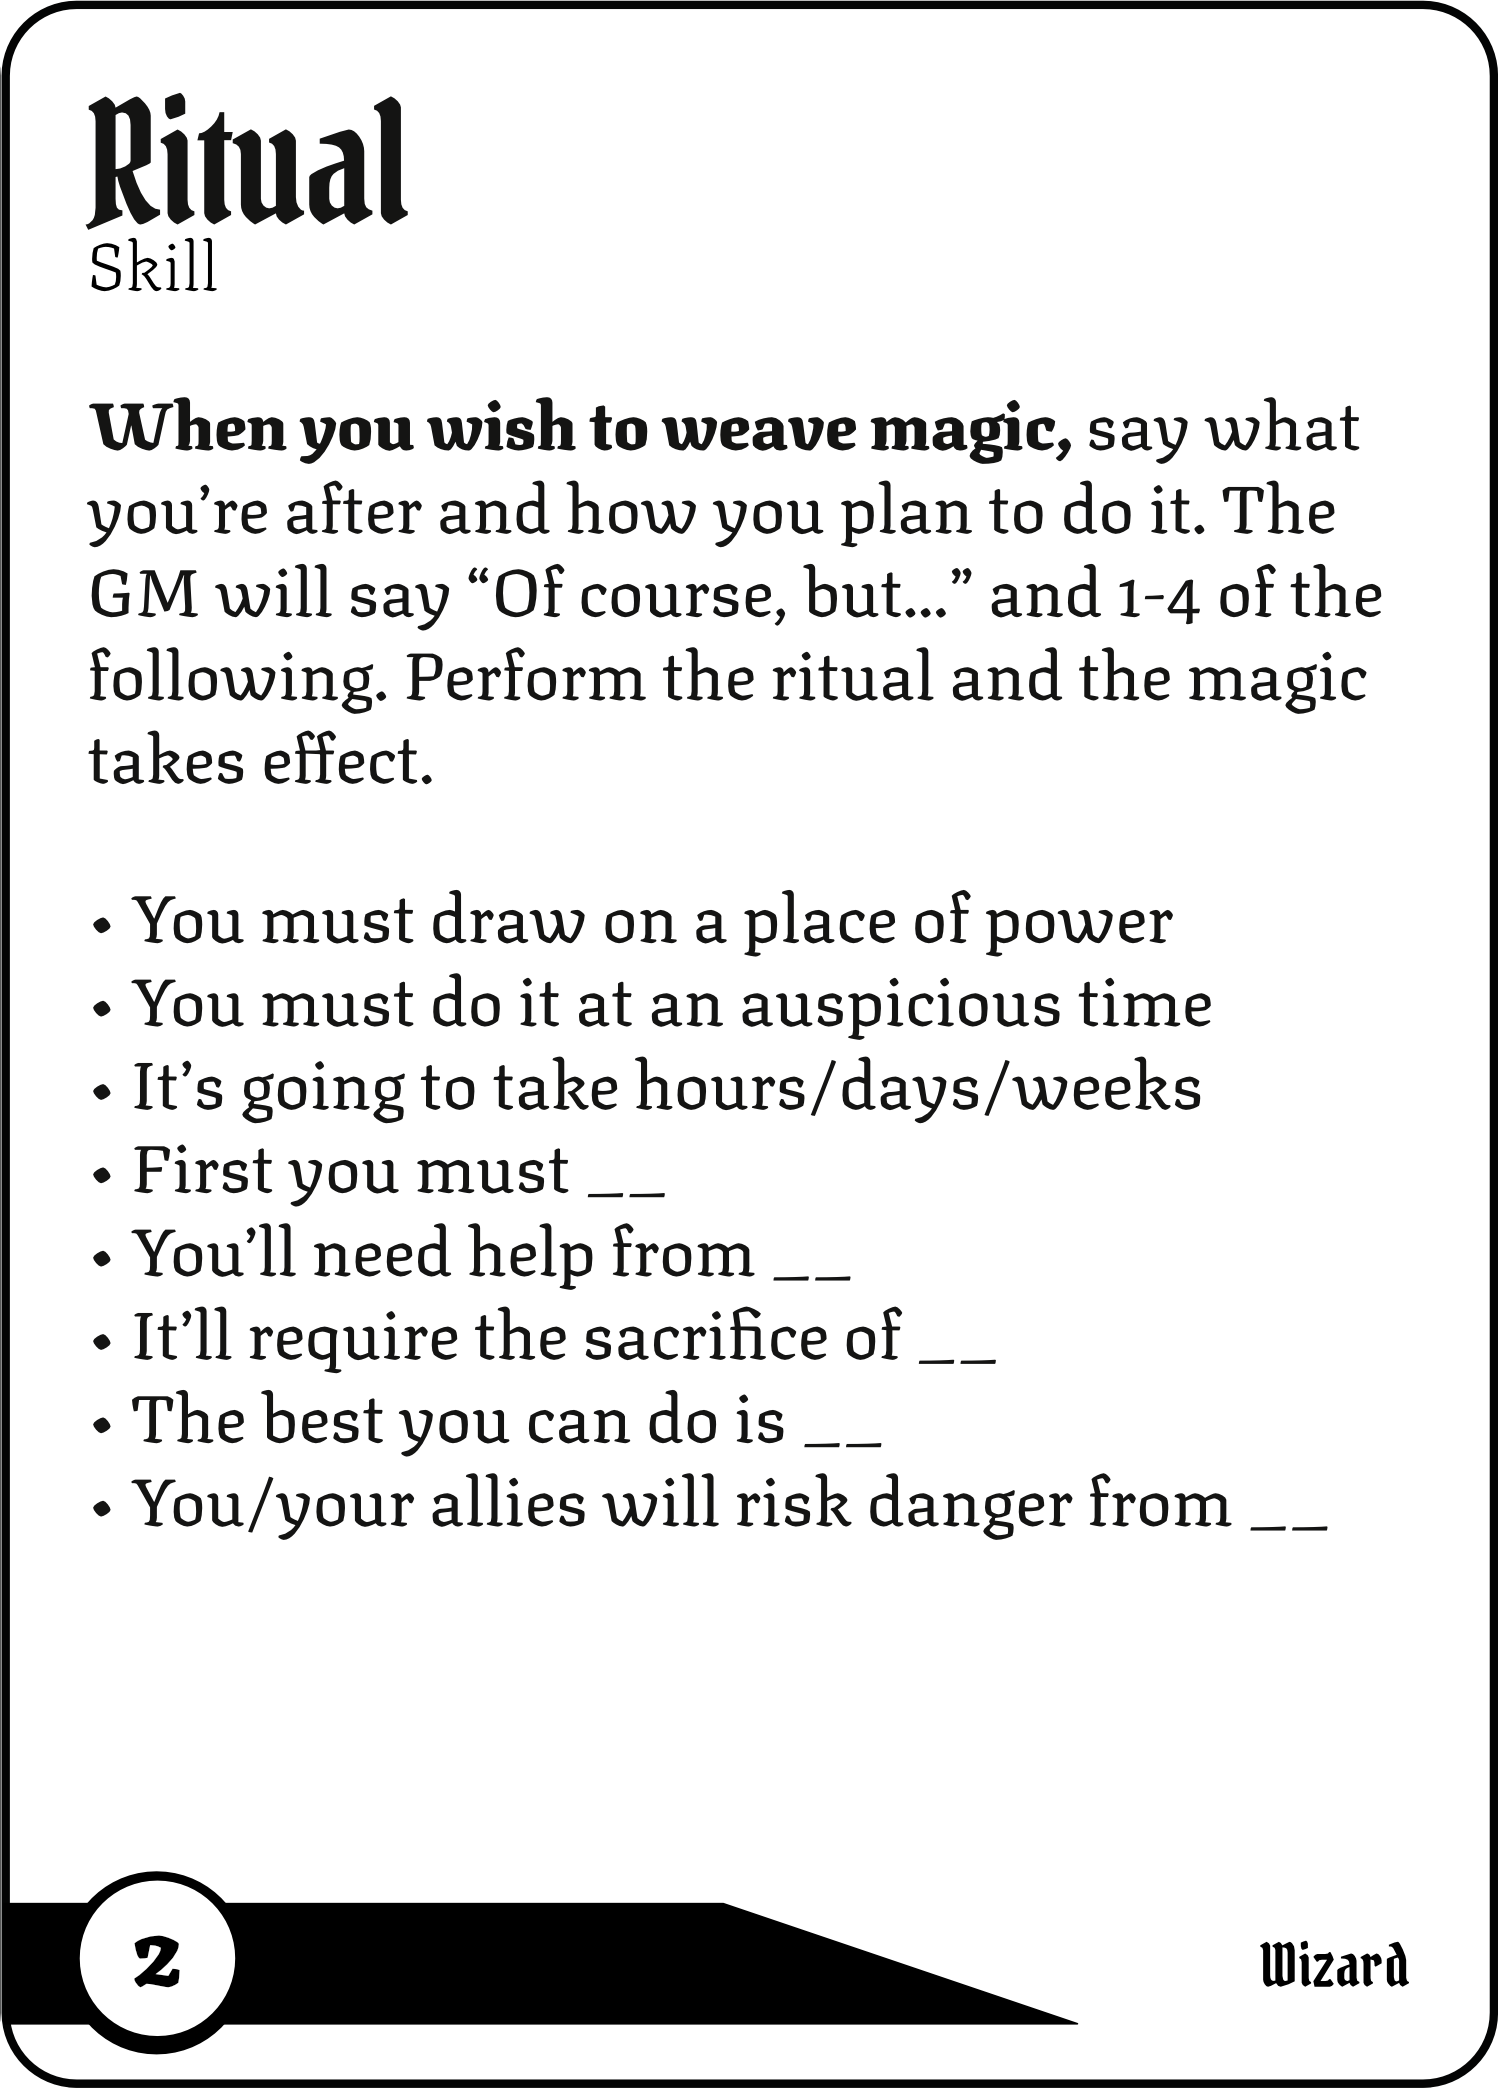 Ritual
Skill
When you wish to weave magic, say what
you’re after and how you plan to do it. The
GM will say “Of course, but...” and 1-4 of the
following. Perform the ritual and the magic
takes effect.
• You must draw on a place of power
• You must do it at an auspicious time
• It’s going to take hours/days/weeks
• First you must __
• You’ll need help from __
• It’ll require the sacrifice of __
• The best you can do is __
• You/your allies will risk danger from __
2
Wizard